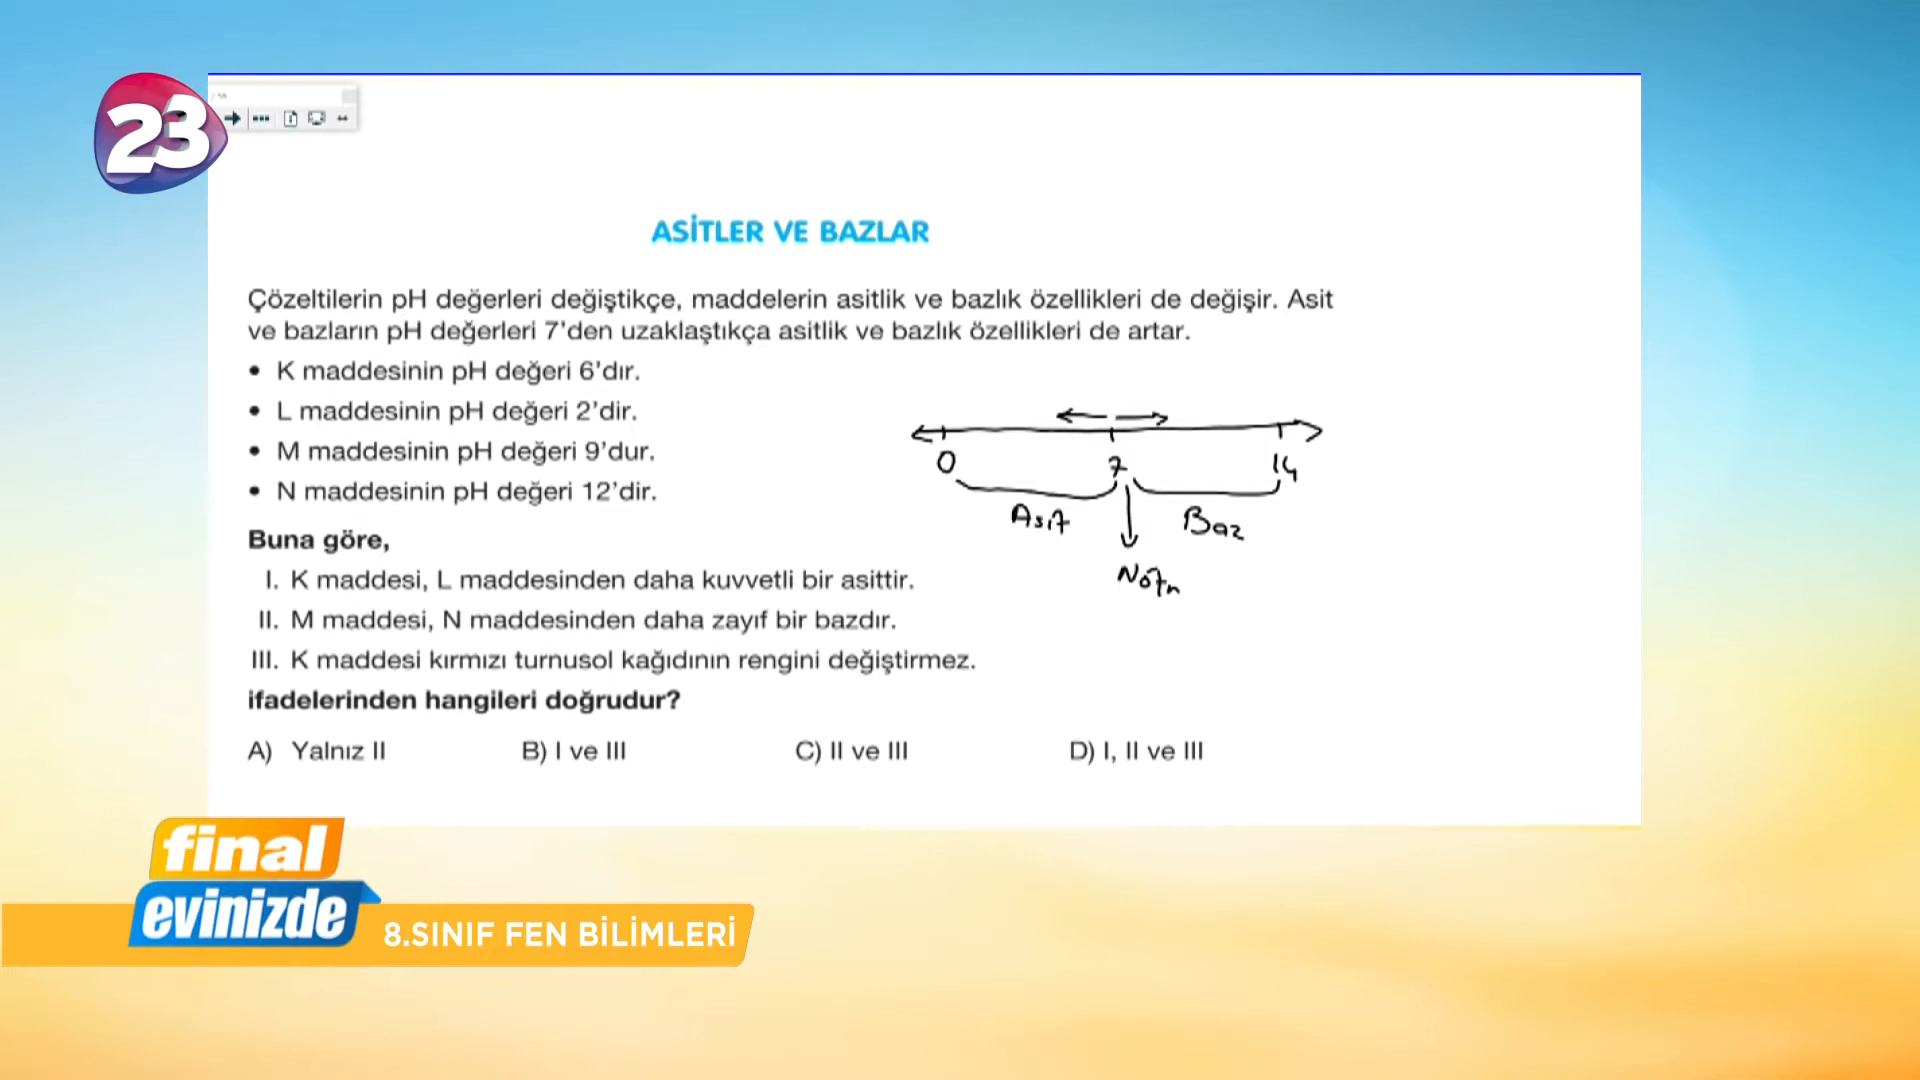 23
ASİTLER VE BAZLAR
Çözeltilerin pH değerleri değiştikçe, maddelerin asitlik ve bazlık özellikleri de değişir. Asit
ve bazların pH değerleri 7’den uzaklaştıkça asitlik ve bazlık özellikleri de artar.
• K maddesinin pH değeri 6’dır.
• L maddesinin pH değeri 2’dir.
• M maddesinin pH değeri 9’dur.
• N maddesinin pH değeri 12’dir.
0 7 14
Asit Baz
Nötr
Buna göre,
I. K maddesi, L maddesinden daha kuvvetli bir asittir.
II. M maddesi, N maddesinden daha zayıf bir bazdır.
III. K maddesi kırmızı turnusol kağıdının rengini değiştirmez.
ifadelerinden hangileri doğrudur?
A) Yalnız II B) I ve III C) II ve III D) I, II ve III
final
evinizde
8.SINIF FEN BİLİMLERİ